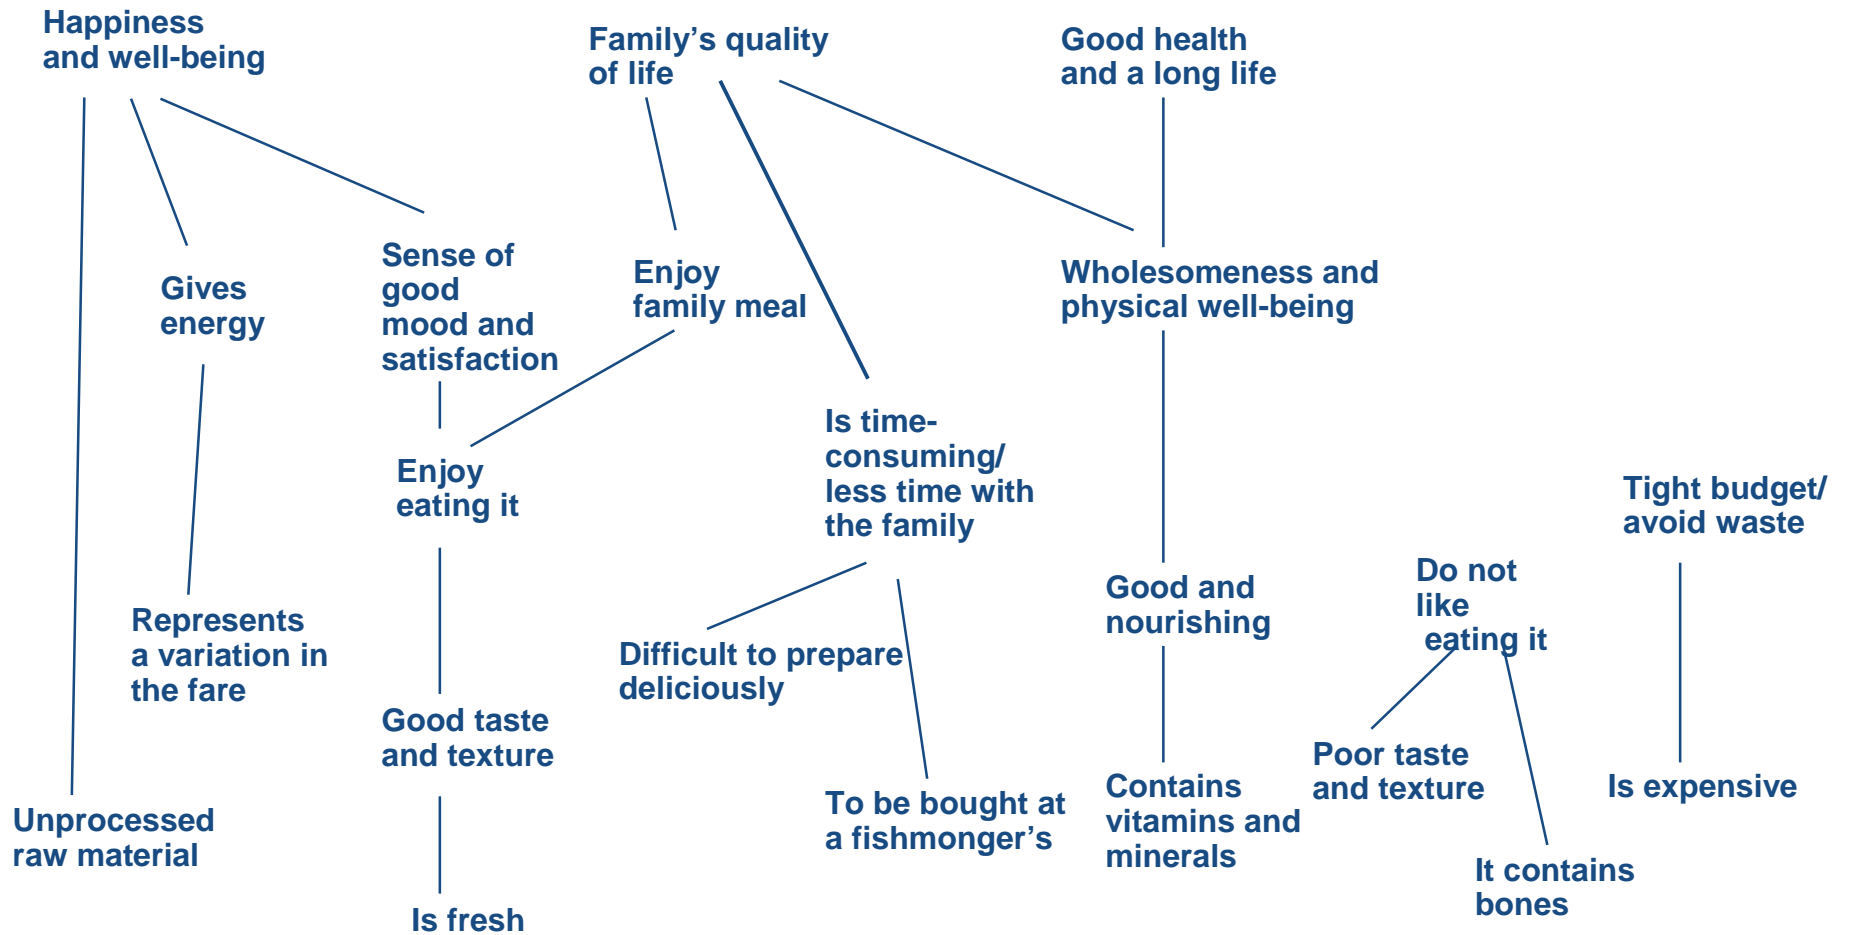 Happiness
and well-being
Family’s quality
of life
Good health
and a long life
Gives
energy
Sense of
good
mood and
satisfaction
Enjoy
family meal
Wholesomeness and
physical well-being
Enjoy
eating it
Is time-
consuming/
less time with
the family
Tight budget/
avoid waste
Do not
like
eating it
Good and
nourishing
Represents
a variation in
the fare
Difficult to prepare
deliciously
Good taste
and texture
Poor taste
and texture
Is expensive
Contains
vitamins and
minerals
To be bought at
a fishmonger’s
Unprocessed
raw material
It contains
bones
Is fresh